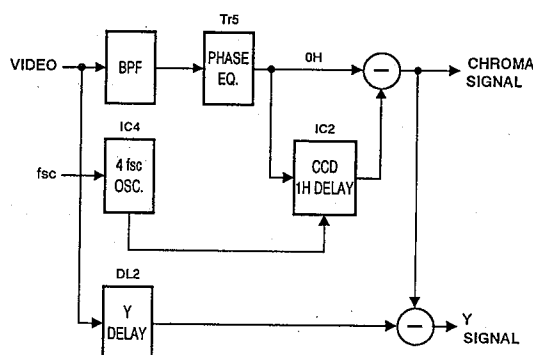 Tr5
VIDEO
BPF
PHASE
EQ.
0H
−
CHROMA
SIGNAL
IC4
IC2
fsc
4 fsc
OSC.
CCD
1H DELAY
DL2
Y
DELAY
−
Y
SIGNAL